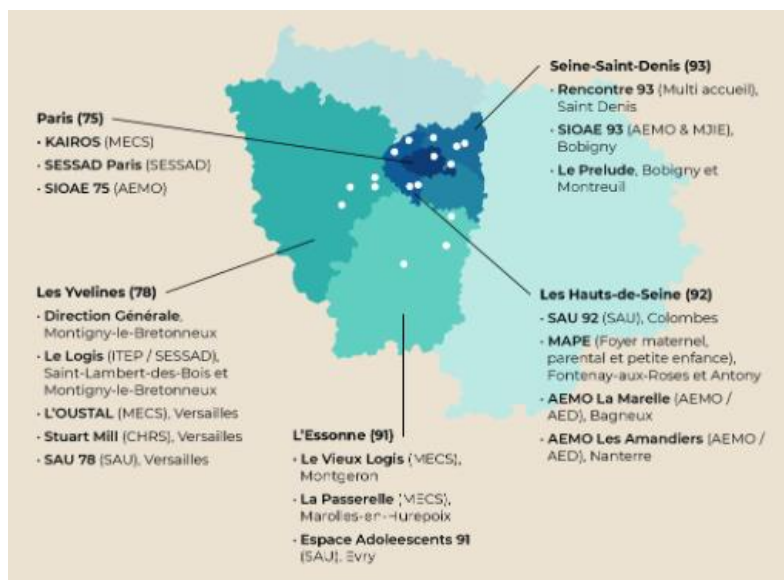 Paris (75)
· KAIROS (MECS)
· SESSAD Paris (SESSAD)
· SIOAE 75 (AEMO)
Seine-Saint-Denis (93)
· Rencontre 93 (Multi accueil),
Saint Denis
· SIOAE 93 (AEMO & MJIE),
Bobigny
· Le Prelude, Bobigny et
Montreuil
Les Yvelines (78)
· Direction Générale,
Montigny-le-Bretonneux
· Le Logis (ITEP / SESSAD),
Saint-Lambert-des-Bois et
Montigny-le-Bretonneux
· L'OUSTAL (MECS), Versailles
· Stuart Mill (CHRS), Versailles
· SAU 78 (SAU), Versailles
L'Essonne (91)
· Le Vieux Logis (MECS),
Montgeron
· La Passerelle (MECS),
Marolles-en-Hurepoix
· Espace Adoleescents 91
(SAU), Evry
Les Hauts-de-Seine (92)
· SAU 92 (SAU), Colombes
· MAPE (Foyer maternel,
parental et petite enfance),
Fontenay-aux-Roses et Antony
· AEMO La Marelle (AEMO /
AED), Bagneux
· AEMO Les Amandiers (AEMO /
AED), Nanterre